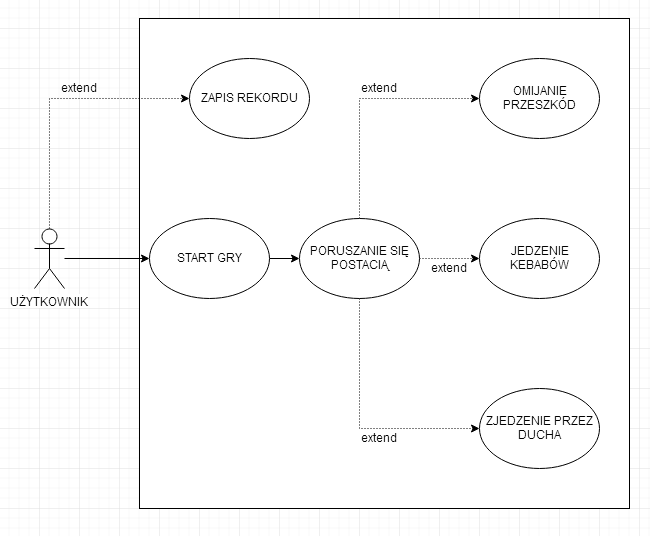 extend
ZAPIS REKORDU
extend
OMIJANIE
PRZESZKÓD
UŻYTKOWNIK
START GRY
PORUSZANIE SIĘ
POSTACIĄ
extend
JEDZENIE
KEBABÓW
extend
ZJEDZENIE PRZEZ
DUCHA